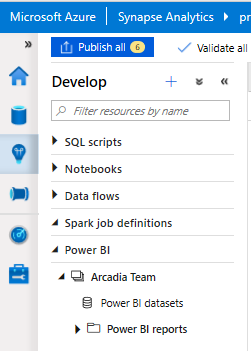 Microsoft Azure Synapse Analytics pr
Publish all 6 Validate all
Develop
Filter resources by name
SQL scripts
Notebooks
Data flows
Spark job definitions
Power BI
Arcadia Team
Power BI datasets
Power BI reports